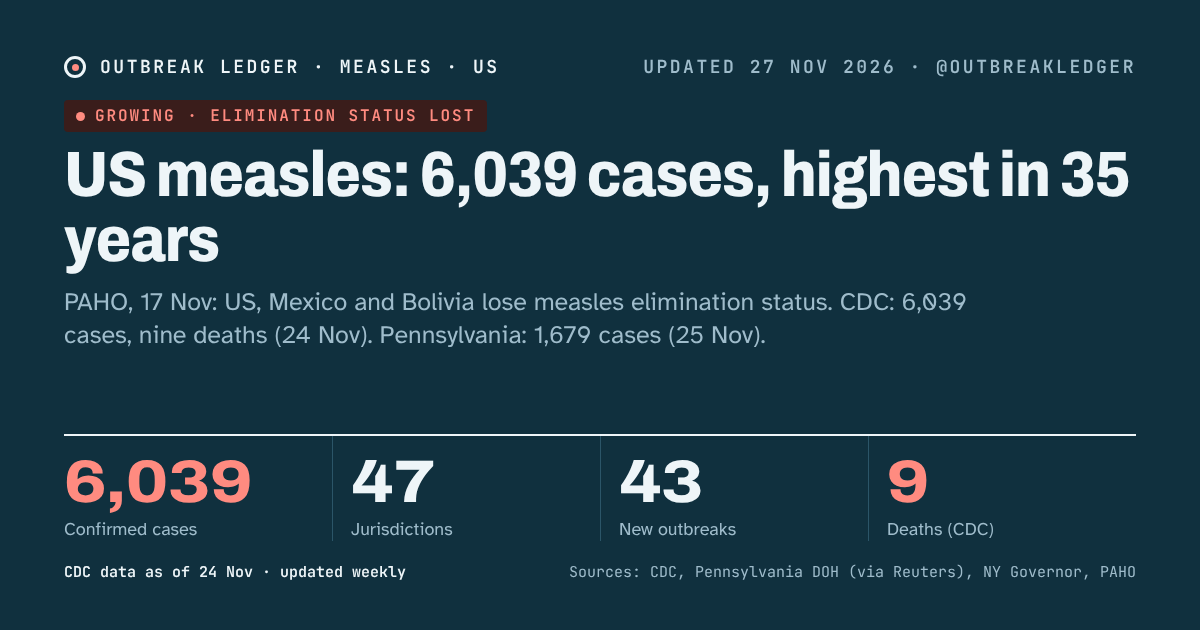 OUTBREAK LEDGER · MEASLES · US
UPDATED 27 NOV 2026 · @OUTBREAKLEDGER
GROWING · ELIMINATION STATUS LOST
US measles: 6,039 cases, highest in 35
years
PAHO, 17 Nov: US, Mexico and Bolivia lose measles elimination status. CDC: 6,039
cases, nine deaths (24 Nov). Pennsylvania: 1,679 cases (25 Nov).
6,039
Confirmed cases
47
Jurisdictions
43
New outbreaks
9
Deaths (CDC)
CDC data as of 24 Nov · updated weekly
Sources: CDC, Pennsylvania DOH (via Reuters), NY Governor, PAHO